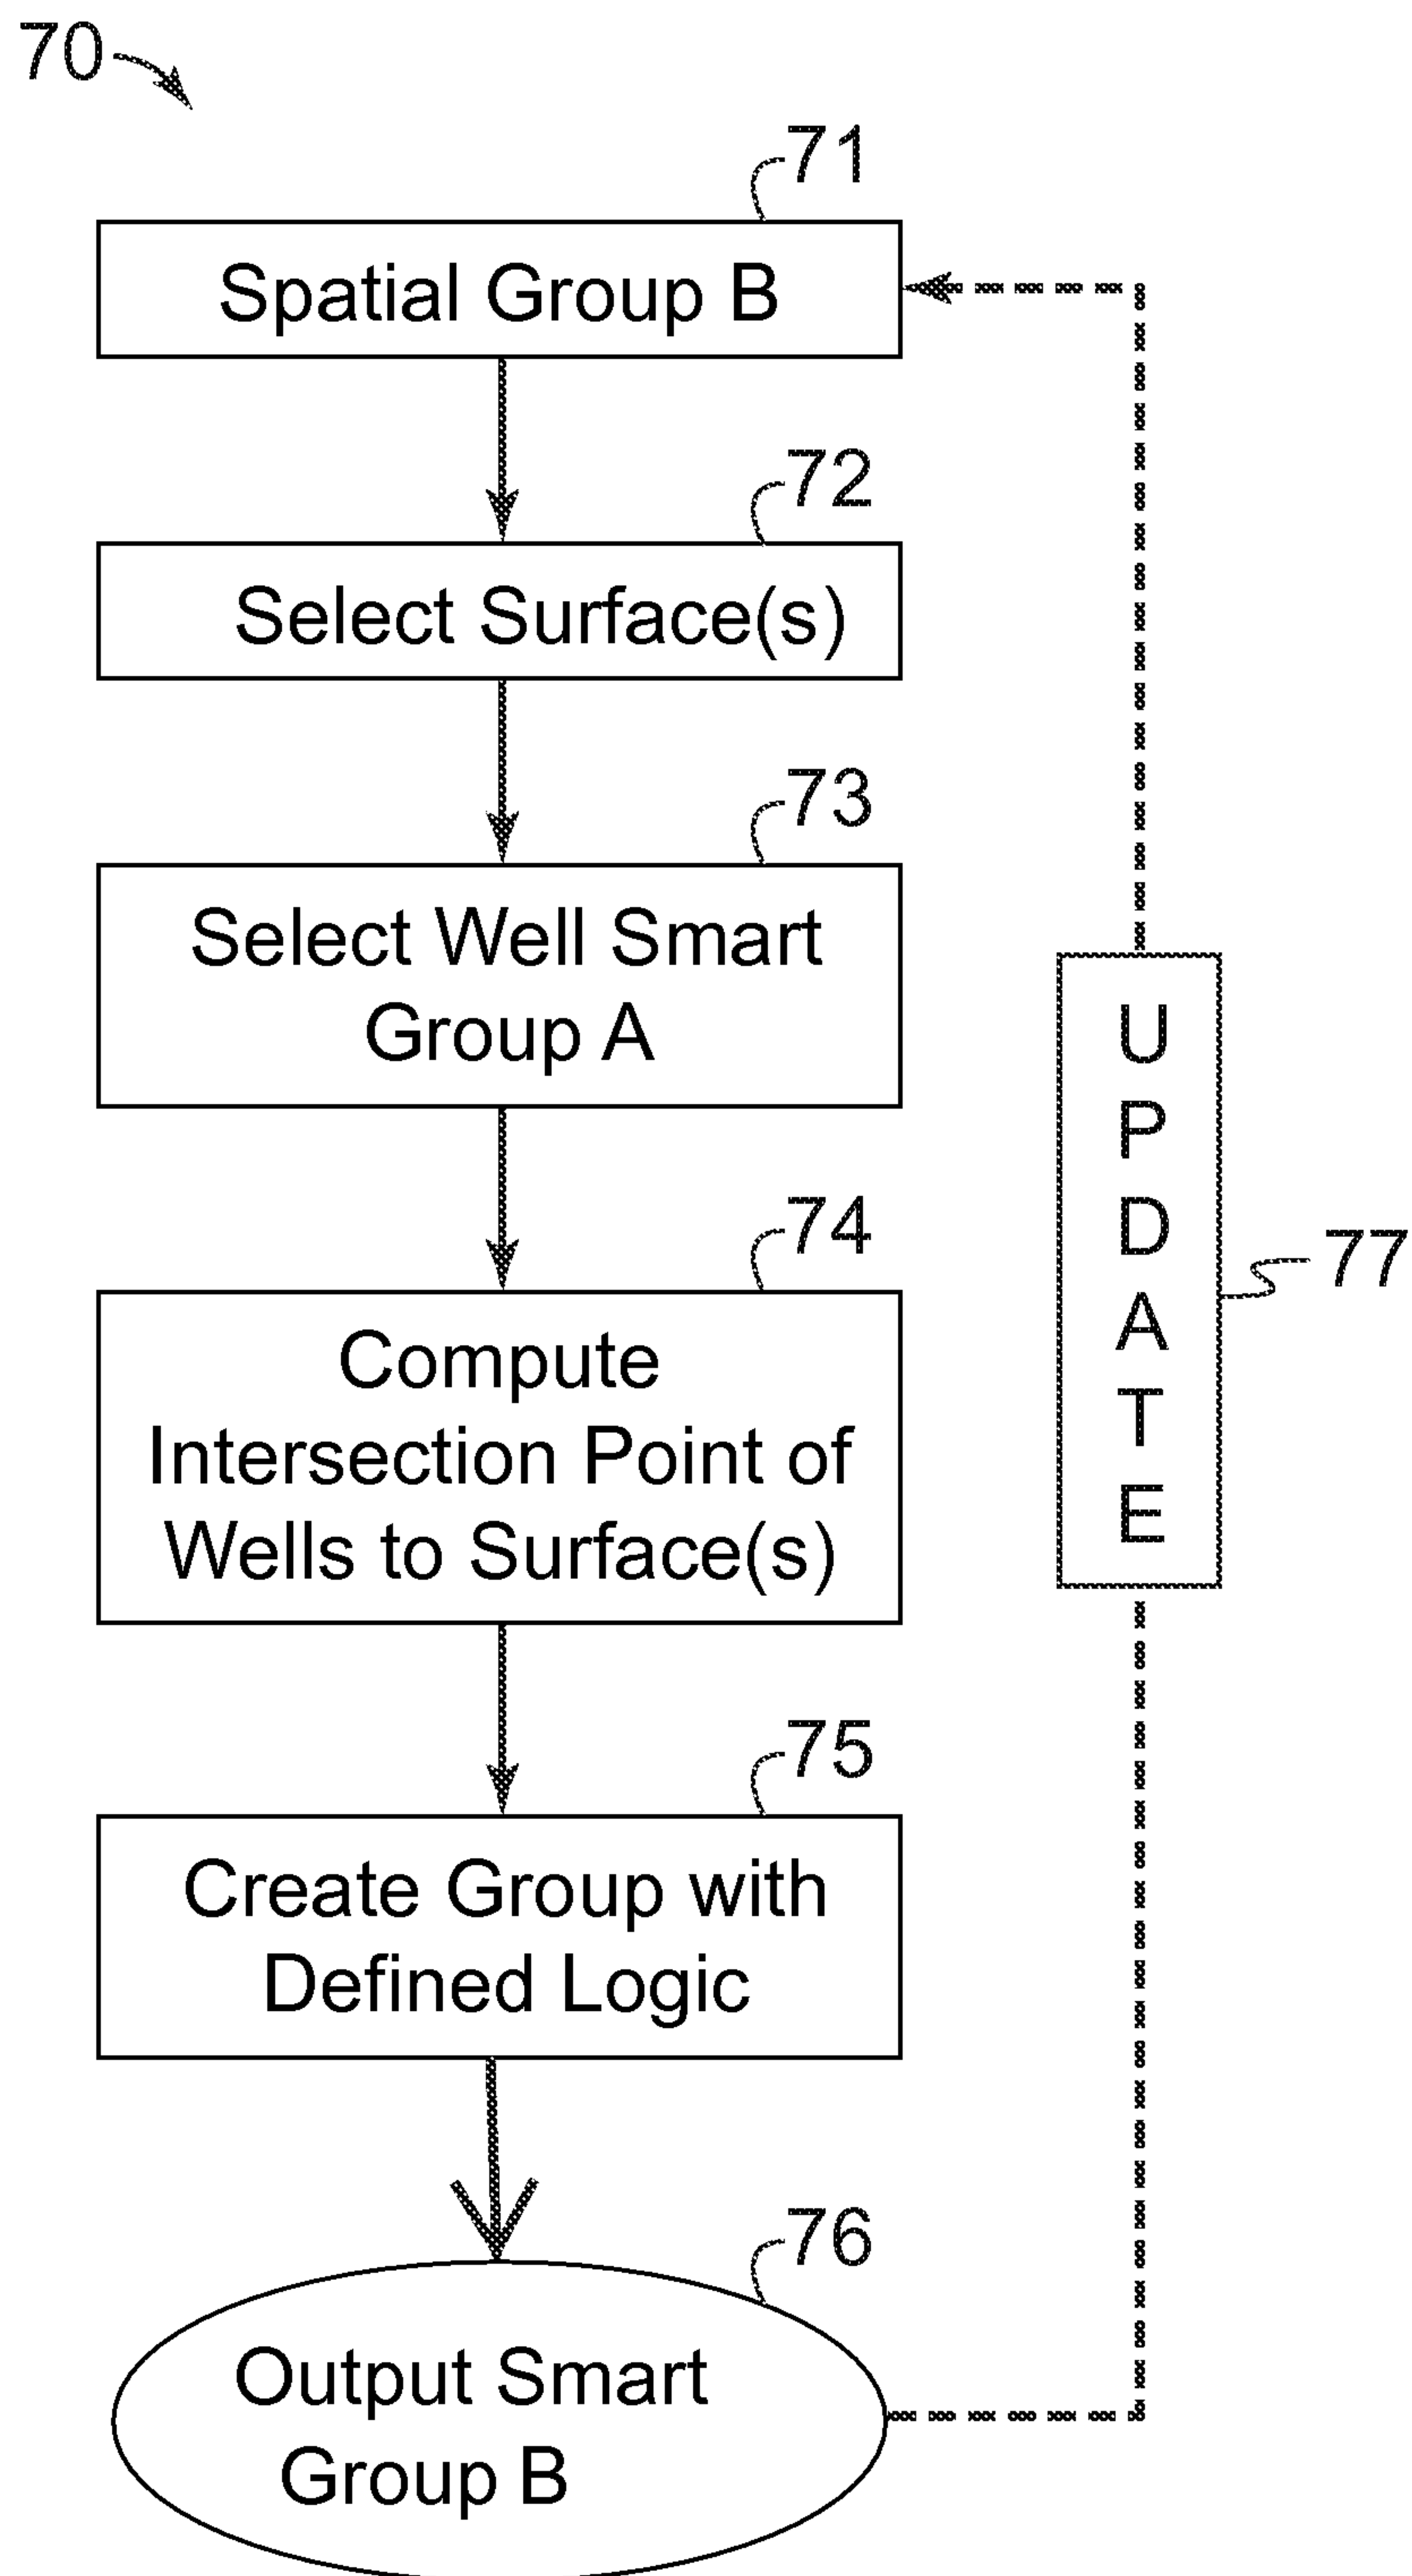 70
71
Spatial Group B
72
Select Surface(s)
73
Select Well Smart
Group A
74
Compute
Intersection Point of
Wells to Surface(s)
UPDATE
77
75
Create Group with
Defined Logic
76
Output Smart
Group B